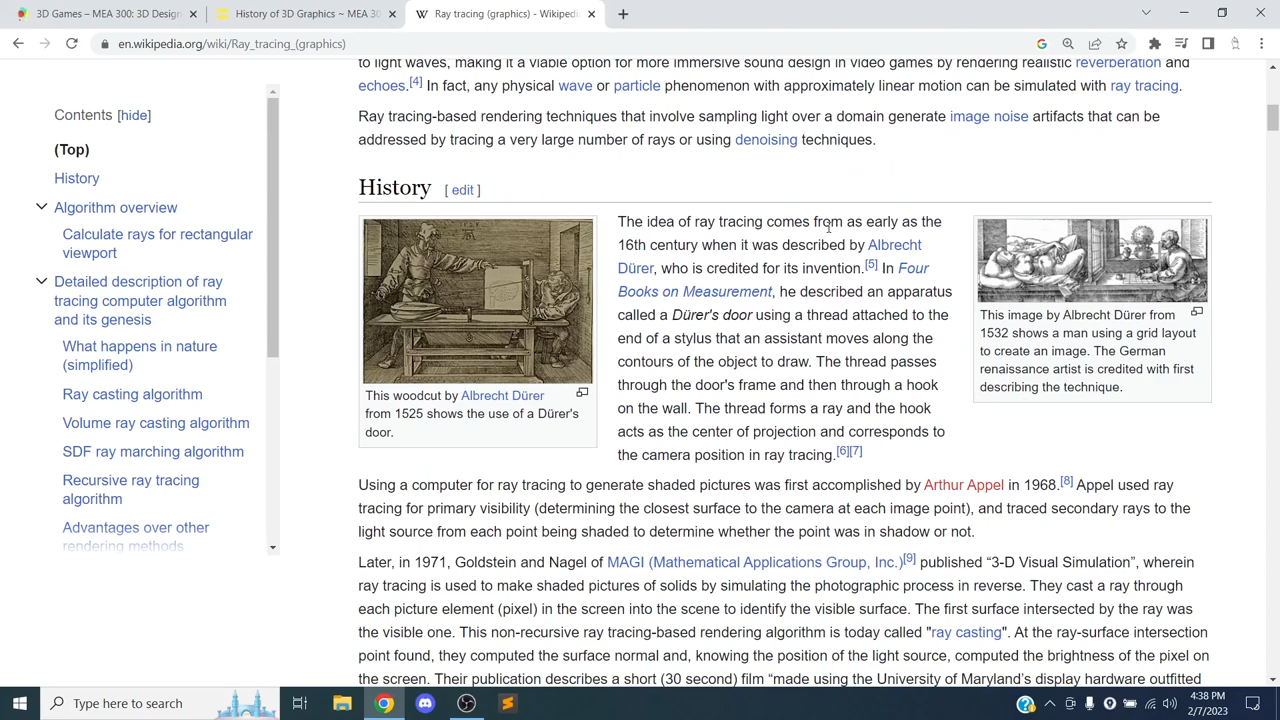 3D Games – MEA 300: 3D Design
History of 3D Graphics ~ MEA 30
Ray tracing (graphics) - Wikipedia
en.wikipedia.org/wiki/Ray_tracing_(graphics)
to light waves, making it a viable option for more immersive sound design in video games by rendering realistic reverberation and
echoes.[4] In fact, any physical wave or particle phenomenon with approximately linear motion can be simulated with ray tracing.
Ray tracing-based rendering techniques that involve sampling light over a domain generate image noise artifacts that can be
addressed by tracing a very large number of rays or using denoising techniques.
Contents [hide]
(Top)
History
Algorithm overview
Calculate rays for rectangular
viewport
Detailed description of ray
tracing computer algorithm
and its genesis
What happens in nature
(simplified)
Ray casting algorithm
Volume ray casting algorithm
SDF ray marching algorithm
Recursive ray tracing
algorithm
Advantages over other
rendering methods
History [ edit ]
This woodcut by Albrecht Dürer
from 1525 shows the use of a Dürer's
door.
The idea of ray tracing comes from as early as the
16th century when it was described by Albrecht
Dürer, who is credited for its invention.[5] In Four
Books on Measurement, he described an apparatus
called a Dürer's door using a thread attached to the
end of a stylus that an assistant moves along the
contours of the object to draw. The thread passes
through the door's frame and then through a hook
on the wall. The thread forms a ray and the hook
acts as the center of projection and corresponds to
the camera position in ray tracing.[6][7]
This image by Albrecht Dürer from
1532 shows a man using a grid layout
to create an image. The German
renaissance artist is credited with first
describing the technique.
Using a computer for ray tracing to generate shaded pictures was first accomplished by Arthur Appel in 1968.[8] Appel used ray
tracing for primary visibility (determining the closest surface to the camera at each image point), and traced secondary rays to the
light source from each point being shaded to determine whether the point was in shadow or not.
Later, in 1971, Goldstein and Nagel of MAGI (Mathematical Applications Group, Inc.)[9] published “3-D Visual Simulation”, wherein
ray tracing is used to make shaded pictures of solids by simulating the photographic process in reverse. They cast a ray through
each picture element (pixel) in the screen into the scene to identify the visible surface. The first surface intersected by the ray was
the visible one. This non-recursive ray tracing-based rendering algorithm is today called "ray casting". At the ray-surface intersection
point found, they computed the surface normal and, knowing the position of the light source, computed the brightness of the pixel on
the screen. Their publication describes a short (30 second) film “made using the University of Maryland’s display hardware outfitted
Type here to search
4:38 PM
2/7/2023